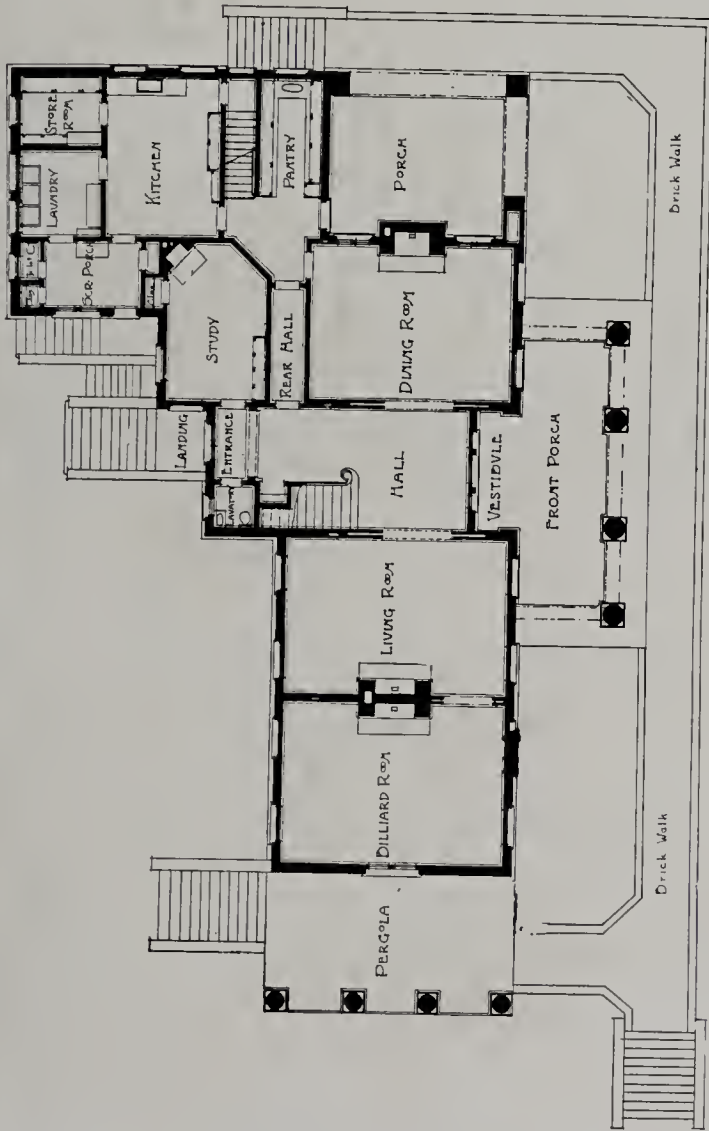 LAUNDRY
STORE
ROOM
SCR. PORCH
KITCHEN
LANDING
STUDY
ENTRANCE
LAVATORY
REAR HALL
PANTRY
PERGOLA
BILLIARD ROOM
LIVING ROOM
HALL
DINING ROOM
PORCH
VESTIBULE
FRONT PORCH
Brick Walk
Brick Walk